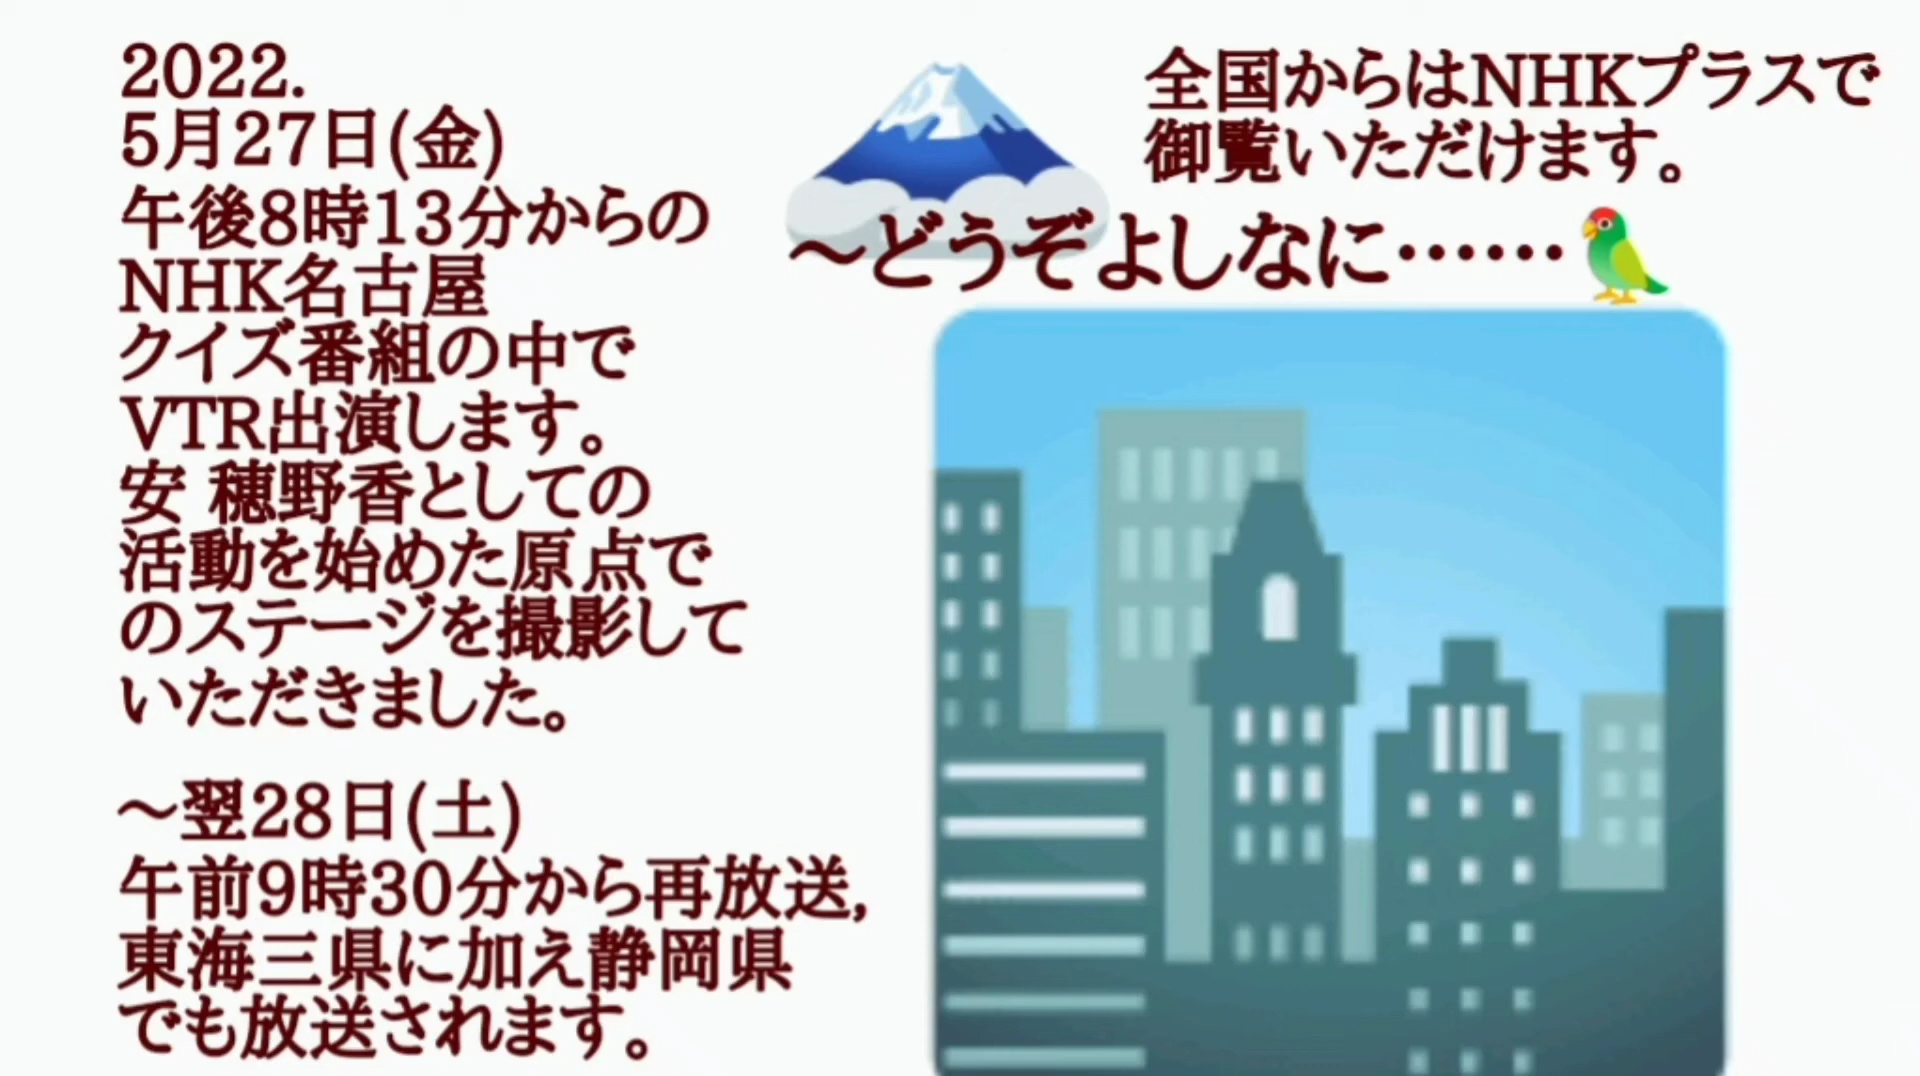 2022.
5月27日(金)
午後8時13分からの
NHK名古屋
クイズ番組の中で
VTR出演します。
安 穂野香としての
活動を始めた原点で
のステージを撮影して
いただきました。
～翌28日(土)
午前9時30分から再放送,
東海三県に加え静岡県
でも放送されます。
全国からはNHKプラスで
御覧いただけます。
～どうぞよしなに……